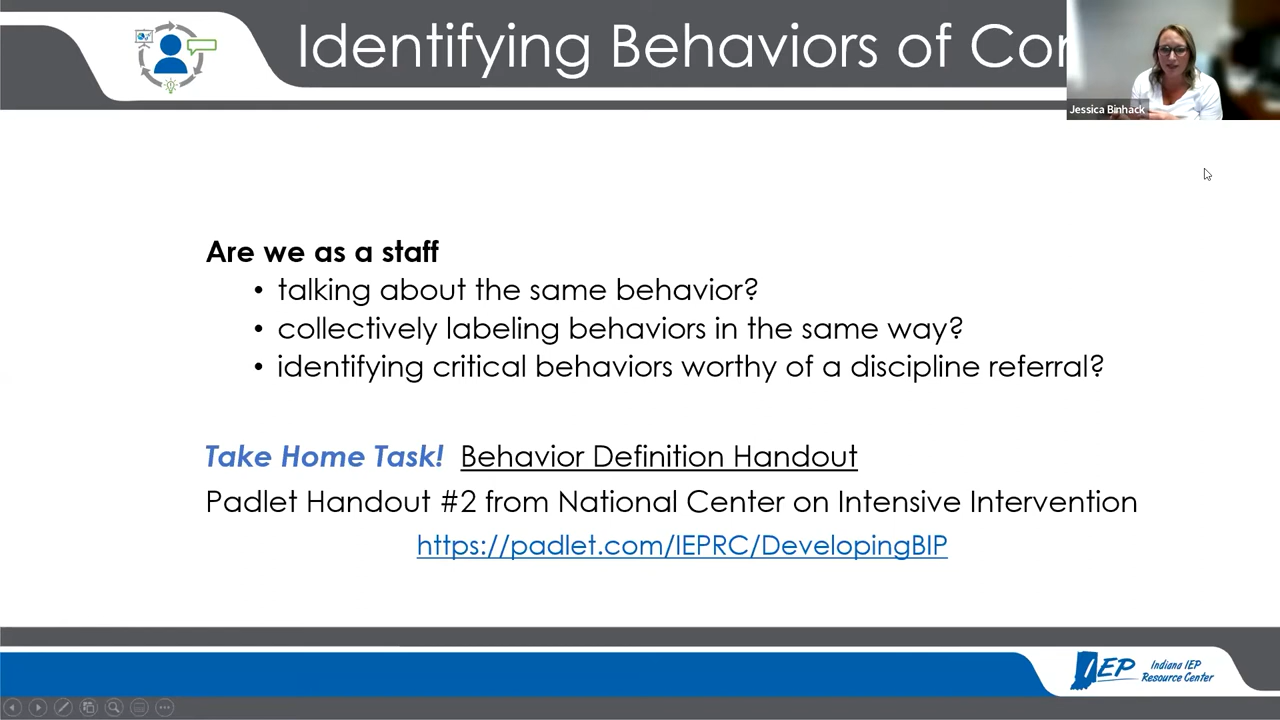 Identifying Behaviors of Co
Jessica Binhack
Are we as a staff
• talking about the same behavior?
• collectively labeling behaviors in the same way?
• identifying critical behaviors worthy of a discipline referral?
Take Home Task! Behavior Definition Handout
Padlet Handout #2 from National Center on Intensive Intervention
https://padlet.com/IEPRC/DevelopingBIP
IEP
Indiana IEP
Resource Center